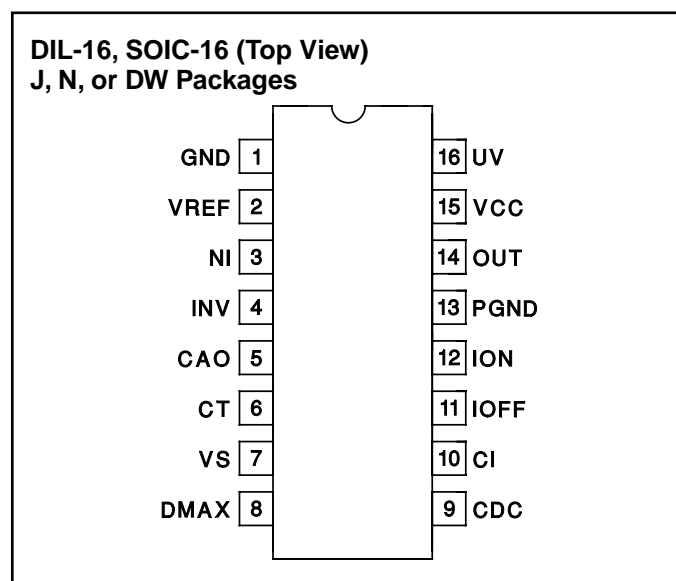 DIL-16, SOIC-16 (Top View)
J, N, or DW Packages
GND 1 16 UV
VREF 2 15 VCC
NI 3 14 OUT
INV 4 13 PGND
CAO 5 12 ION
CT 6 11 IOFF
VS 7 10 CI
DMAX 8 9 CDC